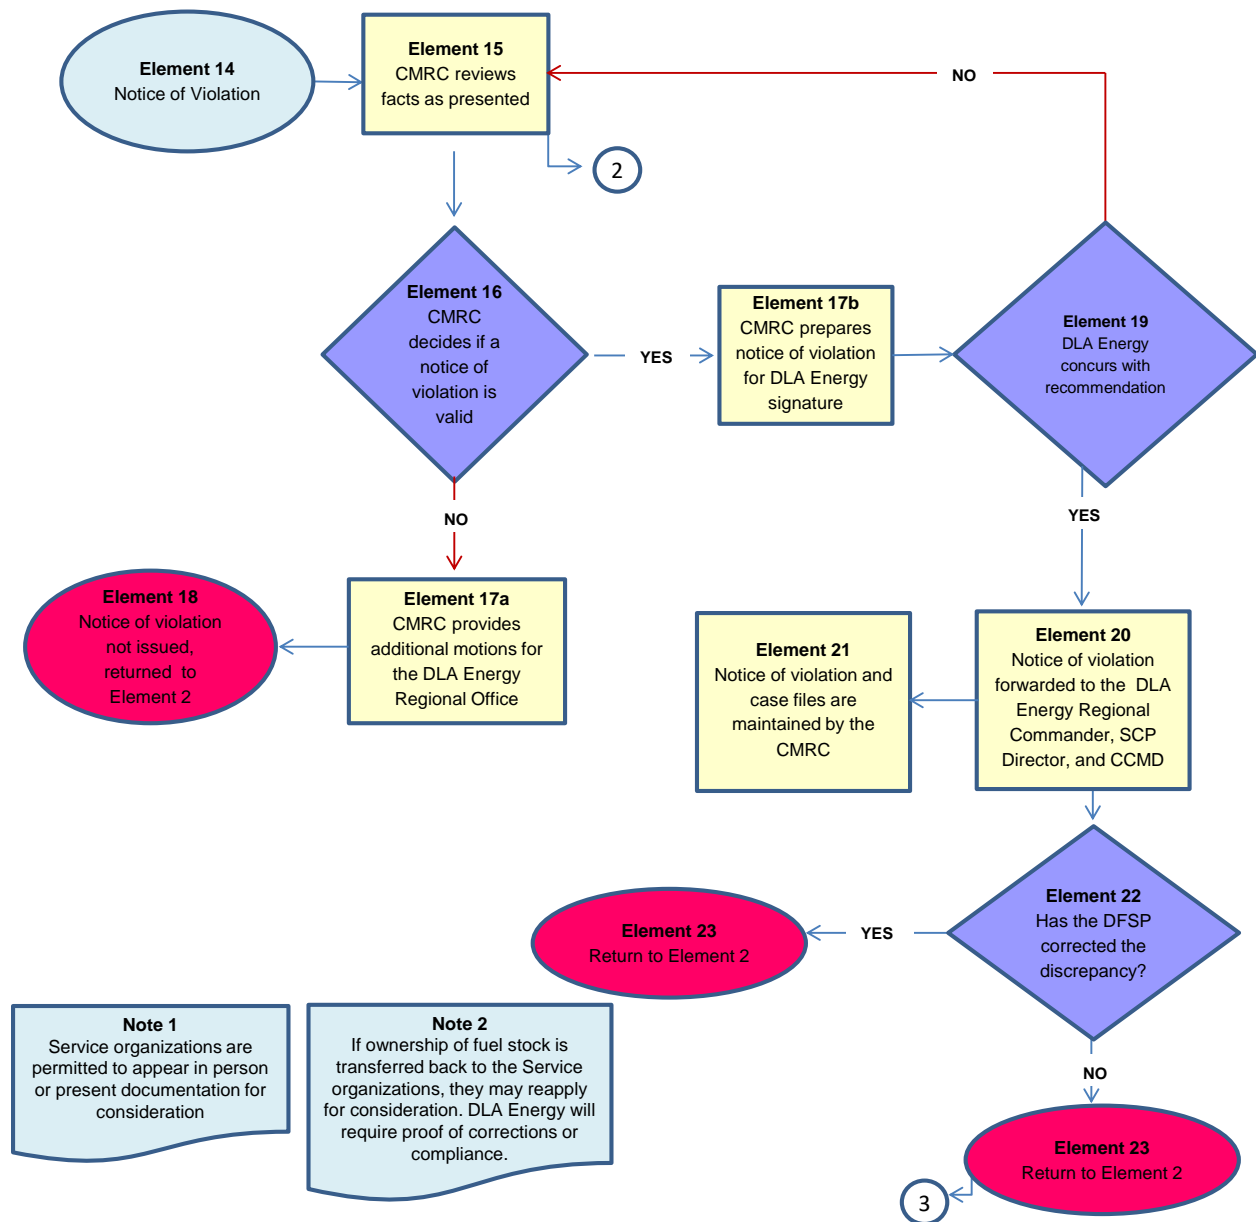 Element 14
Notice of Violation
Element 15
CMRC reviews
facts as presented
NO
2
Element 16
CMRC
decides if a
notice of
violation is
valid
YES
Element 17b
CMRC prepares
notice of violation
for DLA Energy
signature
Element 19
DLA Energy
concurs with
recommendation
NO
YES
Element 18
Notice of violation
not issued,
returned to
Element 2
Element 17a
CMRC provides
additional motions for
the DLA Energy
Regional Office
Element 21
Notice of violation and
case files are
maintained by the
CMRC
Element 20
Notice of violation
forwarded to the DLA
Energy Regional
Commander, SCP
Director, and CCMD
Element 23
Return to Element 2
YES
Element 22
Has the DFSP
corrected the
discrepancy?
Note 1
Service organizations are
permitted to appear in person
or present documentation for
consideration
Note 2
If ownership of fuel stock is
transferred back to the Service
organizations, they may reapply
for consideration. DLA Energy will
require proof of corrections or
compliance.
NO
Element 23
Return to Element 2
3